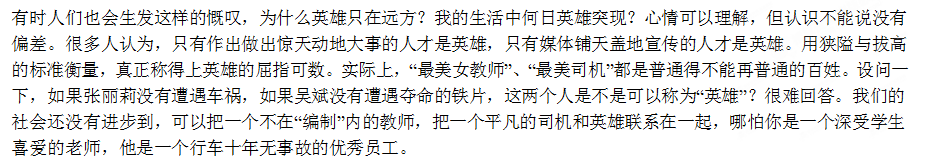 有时人们也会生发这样的慨叹，为什么英雄只在远方？我的生活中何日英雄突现？心情可以理解，但认识不能说没有
偏差。很多人认为，只有作出做出惊天动地大事的人才是英雄，只有媒体铺天盖地宣传的人才是英雄。用狭隘与拔高
的标准衡量，真正称得上英雄的屈指可数。实际上，“最美女教师”、“最美司机”都是普通得不能再普通的百姓。设问一
下，如果张丽莉没有遭遇车祸，如果吴斌没有遭遇夺命的铁片，这两个人是不是可以称为“英雄”？很难回答。我们的
社会还没有进步到，可以把一个不在“编制”内的教师，把一个平凡的司机和英雄联系在一起，哪怕你是一个深受学生
喜爱的老师，他是一个行车十年无事故的优秀员工。